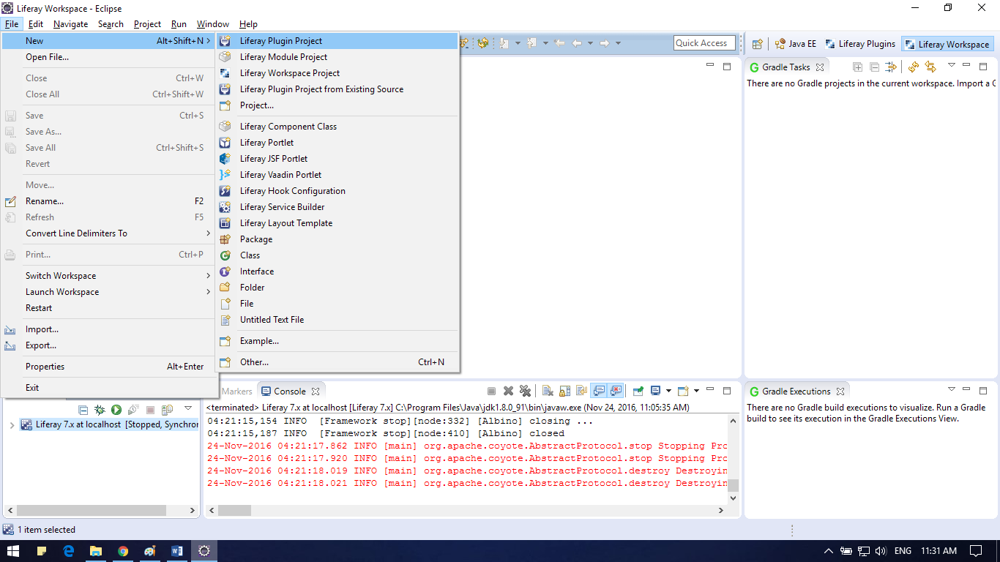 Liferay Workspace - Eclipse
File Edit Navigate Search Project Run Window Help
New Alt+Shift+N
Open File...
Close Ctrl+W
Close All Ctrl+Shift+W
Save Ctrl+S
Save As...
Save All Ctrl+Shift+S
Revert
Move...
Rename... F2
Refresh F5
Convert Line Delimiters To
Print... Ctrl+P
Switch Workspace
Launch Workspace
Restart
Import...
Export...
Properties Alt+Enter
Exit
Liferay Plugin Project
Liferay Module Project
Liferay Workspace Project
Liferay Plugin Project from Existing Source
Project...
Liferay Component Class
Liferay Portlet
Liferay JSF Portlet
Liferay Vaadin Portlet
Liferay Hook Configuration
Liferay Service Builder
Liferay Layout Template
Package
Class
Interface
Folder
File
Untitled Text File
Example...
Other... Ctrl+N
Quick Access
Java EE Liferay Plugins Liferay Workspace
Gradle Tasks
There are no Gradle projects in the current workspace. Import a G
Liferay 7.x at localhost [Stopped, Synchror
Markers Console
<terminated> Liferay 7.x at localhost [Liferay 7.x] C:\Program Files\Java\jdk1.8.0_91\bin\javaw.exe (Nov 24, 2016, 11:05:35 AM)
04:21:15,154 INFO [Framework stop][node:332] [Albino] closing ...
04:21:15,187 INFO [Framework stop][node:410] [Albino] closed
24-Nov-2016 04:21:17.862 INFO [main] org.apache.coyote.AbstractProtocol.stop Stopping Pro
24-Nov-2016 04:21:17.920 INFO [main] org.apache.coyote.AbstractProtocol.stop Stopping Pro
24-Nov-2016 04:21:18.019 INFO [main] org.apache.coyote.AbstractProtocol.destroy Destroyin
24-Nov-2016 04:21:18.021 INFO [main] org.apache.coyote.AbstractProtocol.destroy Destroyin
Gradle Executions
There are no Gradle build executions to visualize. Run a Gradle
build to see its execution in the Gradle Executions View.
1 item selected
ENG 11:31 AM